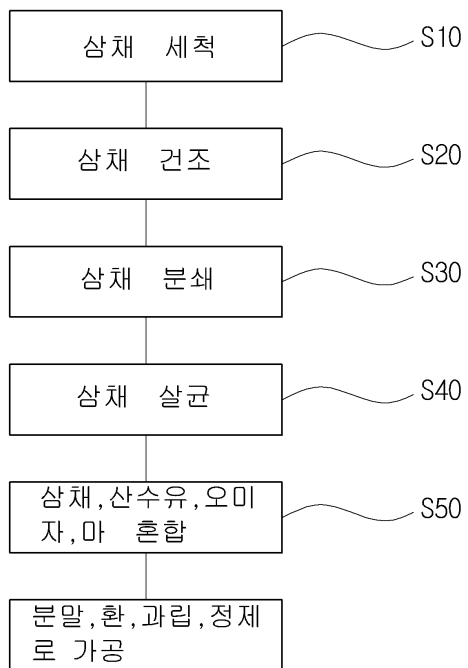 삼채 세척
S10
삼채 건조
S20
삼채 분쇄
S30
삼채 살균
S40
삼채,산수유,오미
자,마 혼합
S50
분말,환,과립,정제
로 가공